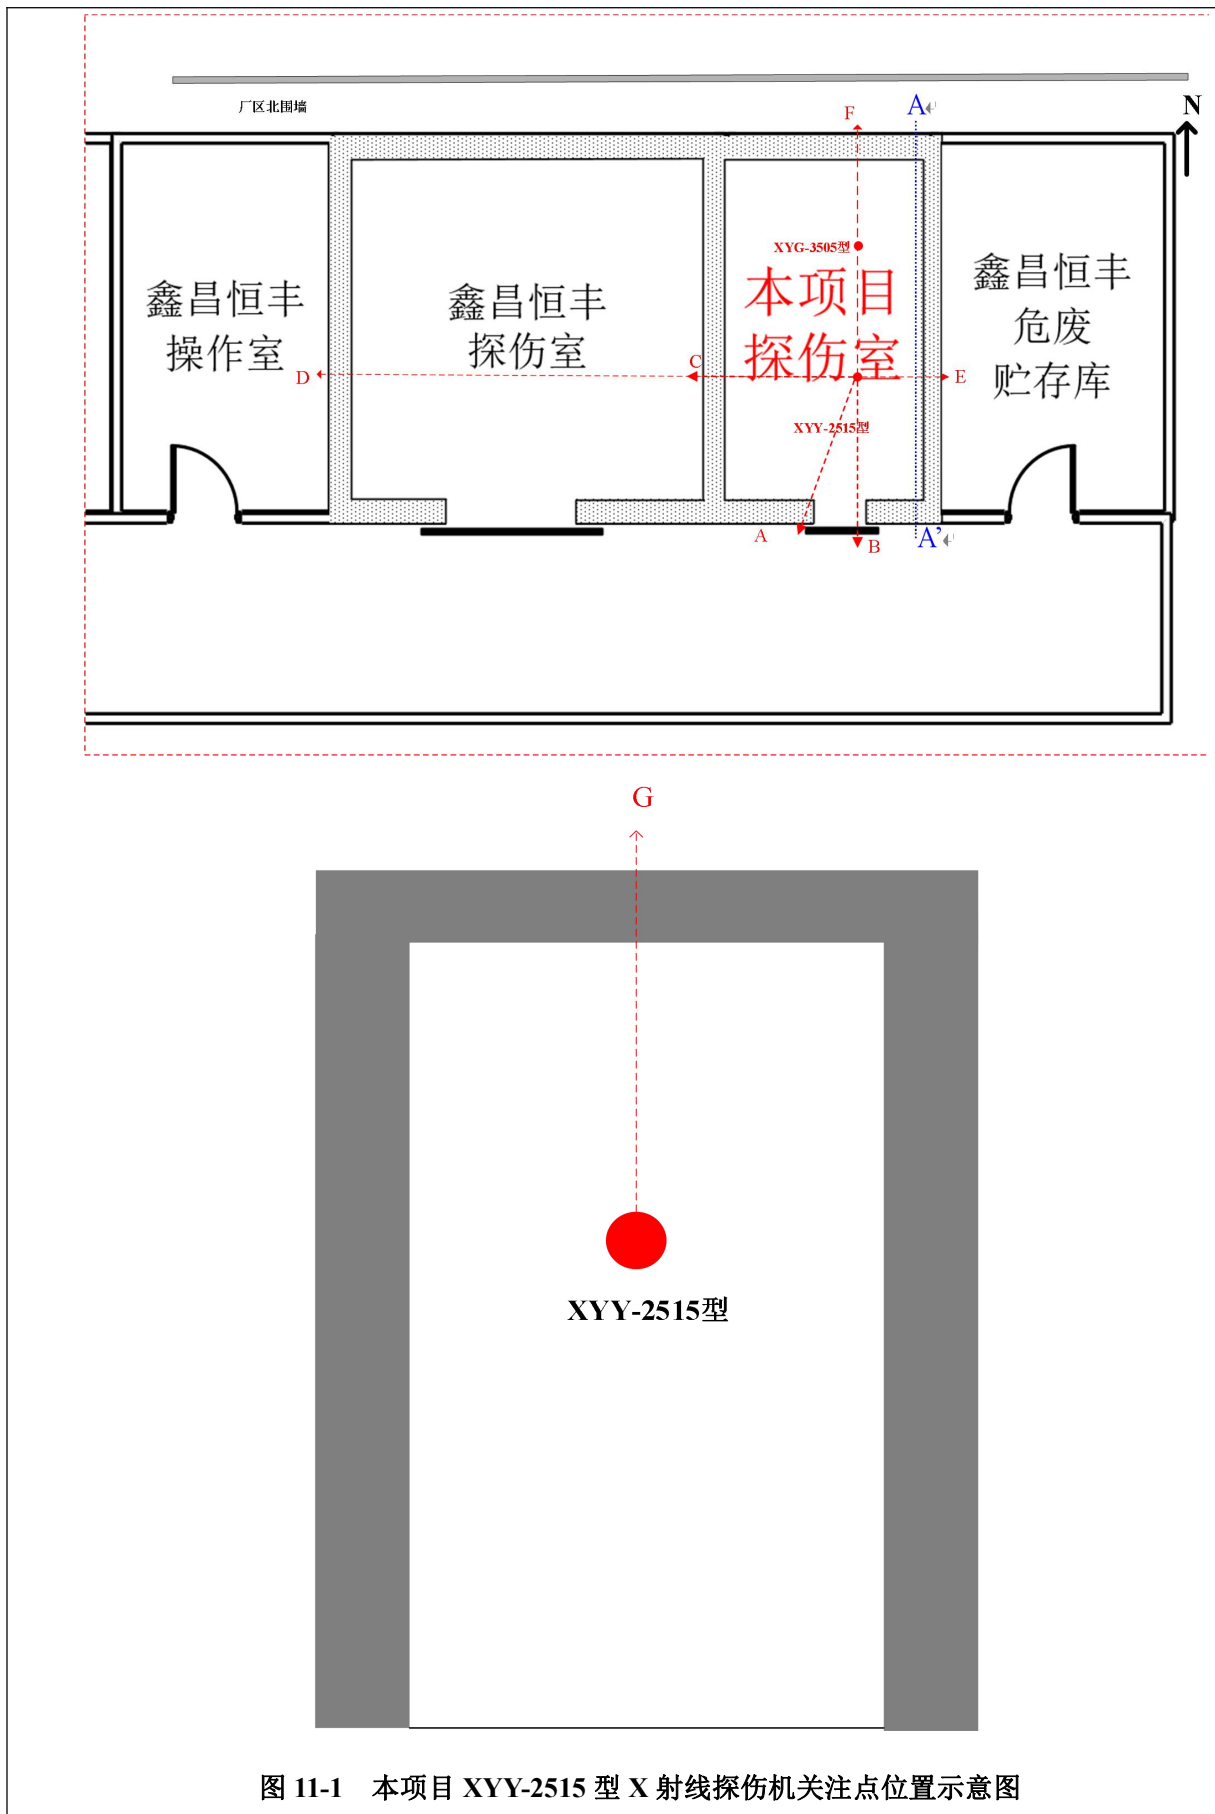 厂区北围墙
A
N
F
XYG-3505型
本项目
探伤室
鑫昌恒丰
操作室
鑫昌恒丰
探伤室
鑫昌恒丰
危废
贮存库
D
C
E
XYY-2515型
A
B
A’
G
XYY-2515型
图 11-1 本项目 XYY-2515 型 X 射线探伤机关注点位置示意图